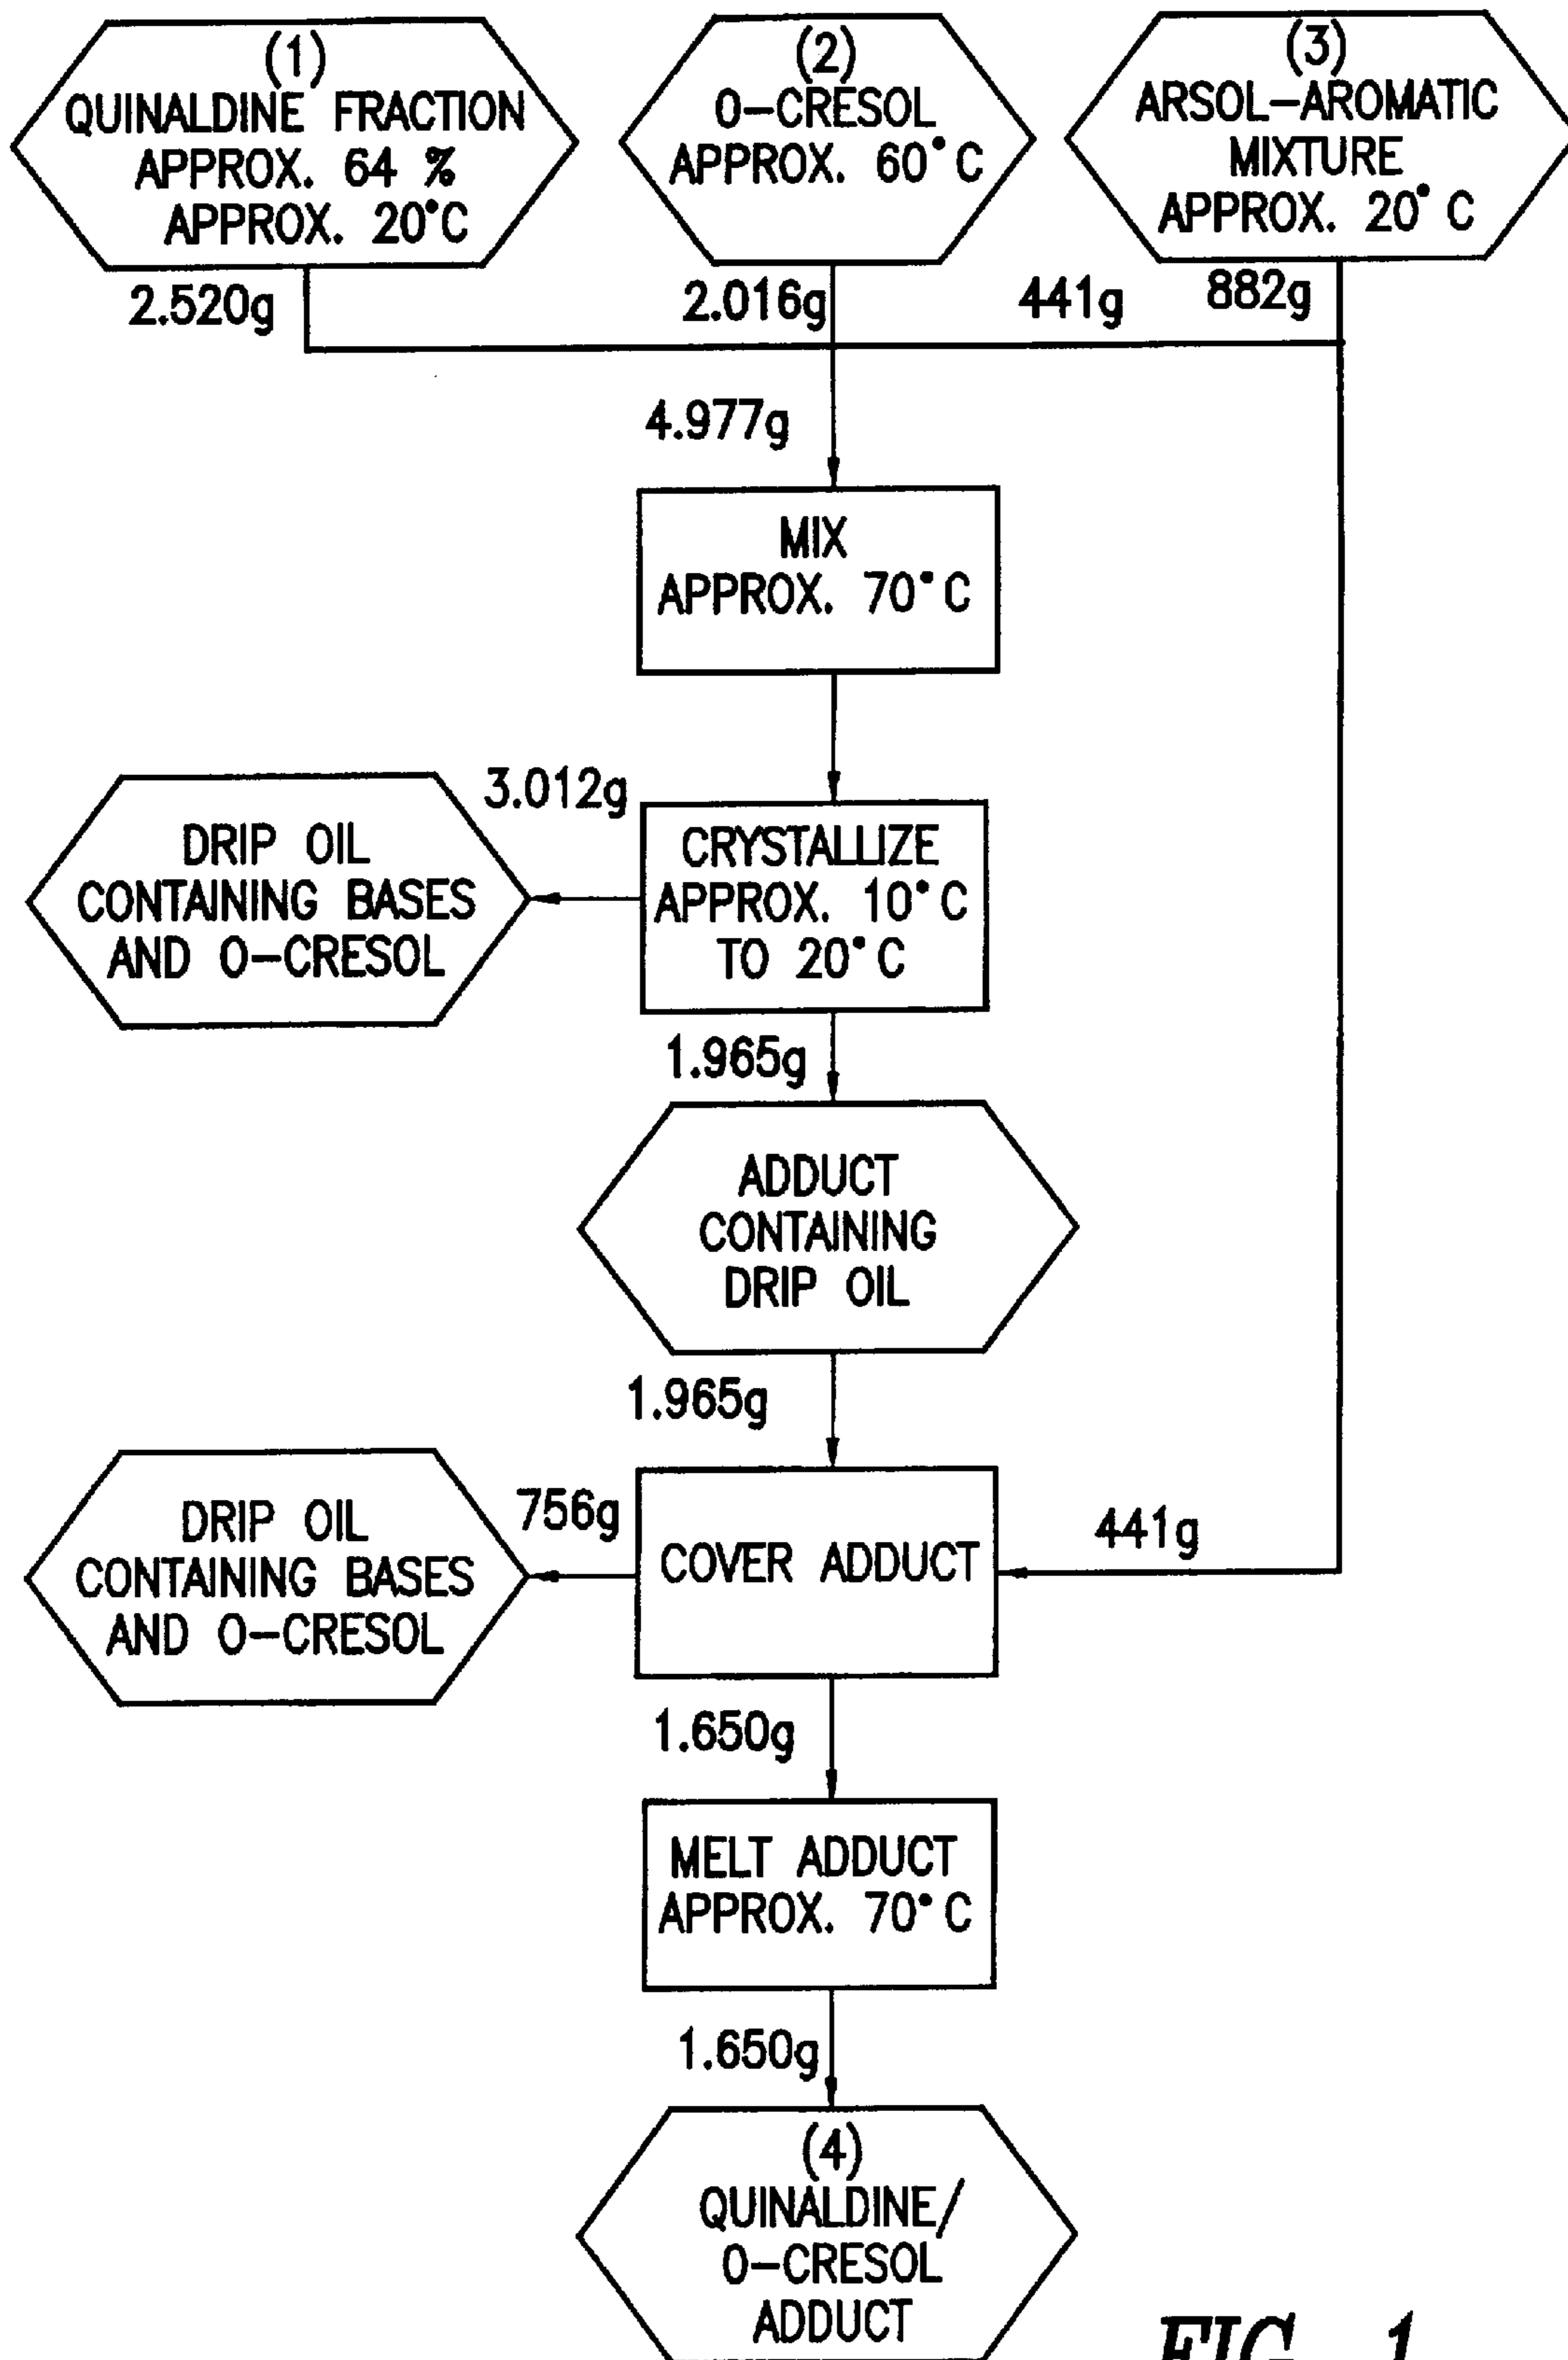 (1)
QUINALDINE FRACTION
APPROX. 64 %
APPROX. 20°C
(2)
O-CRESOL
APPROX. 60°C
(3)
ARSOL-AROMATIC
MIXTURE
APPROX. 20°C
2.520g
2.016g
441g
882g
4.977g
MIX
APPROX. 70°C
3.012g
DRIP OIL
CONTAINING BASES
AND O-CRESOL
CRYSTALLIZE
APPROX. 10°C
TO 20°C
1.965g
ADDUCT
CONTAINING
DRIP OIL
1.965g
DRIP OIL
CONTAINING BASES
AND O-CRESOL
756g
COVER ADDUCT
441g
1.650g
MELT ADDUCT
APPROX. 70°C
1.650g
(4)
QUINALDINE/
O-CRESOL
ADDUCT
FIG. 1